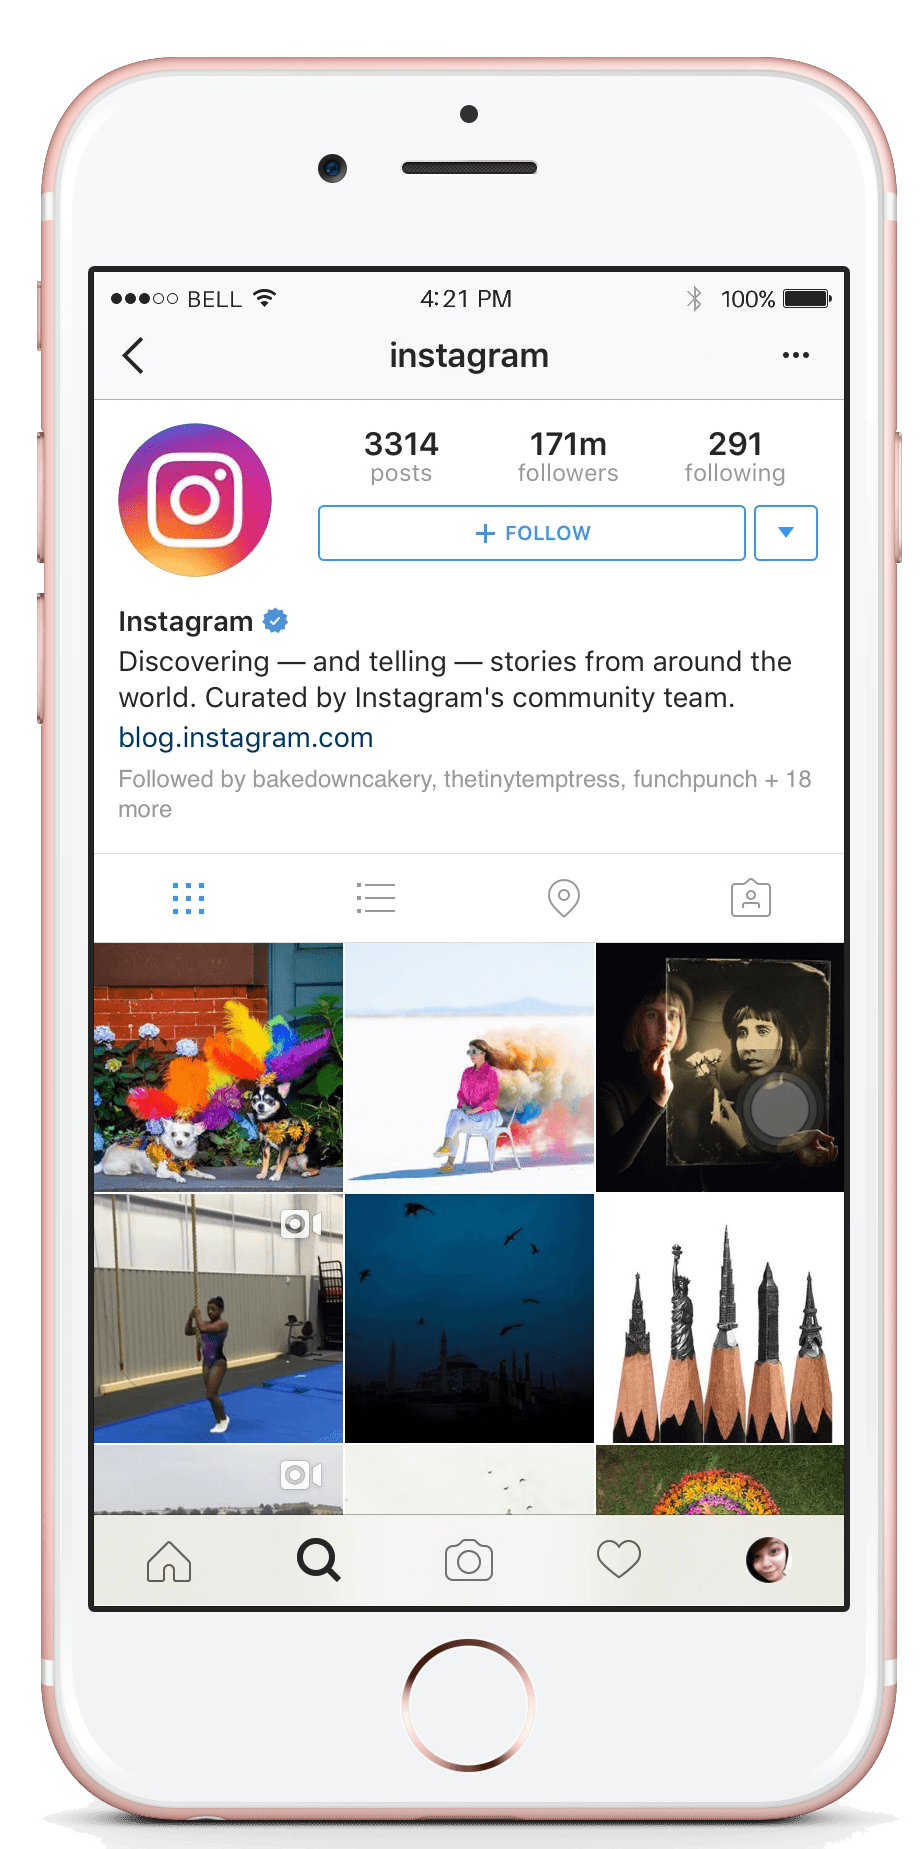 BELL 4:21 PM 100%
instagram
3314 171m 291
posts followers following
+ FOLLOW
Instagram
Discovering — and telling — stories from around the
world. Curated by Instagram's community team.
blog.instagram.com
Followed by bakedowncakery, thetinytemptress, funchpunch + 18
more